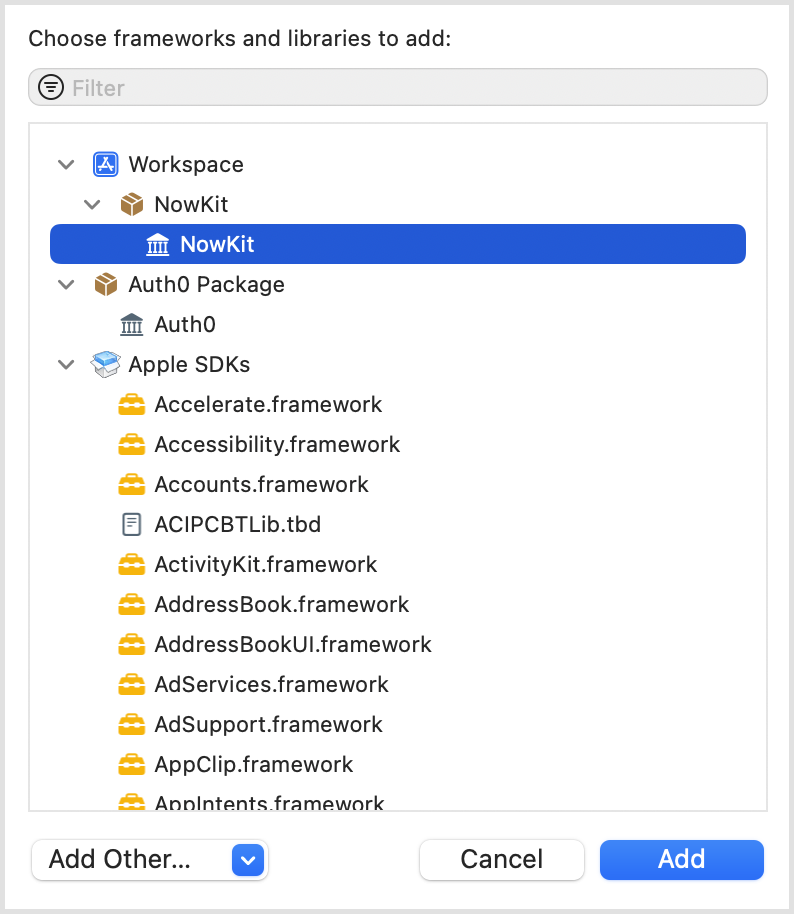 Choose frameworks and libraries to add:
Filter
Workspace
NowKit
NowKit
Auth0 Package
Auth0
Apple SDKs
Accelerate.framework
Accessibility.framework
Accounts.framework
ACIPCBTLib.tbd
ActivityKit.framework
AddressBook.framework
AddressBookUI.framework
AdServices.framework
AdSupport.framework
AppClip.framework
AppIntents.framework
Add Other... Cancel Add